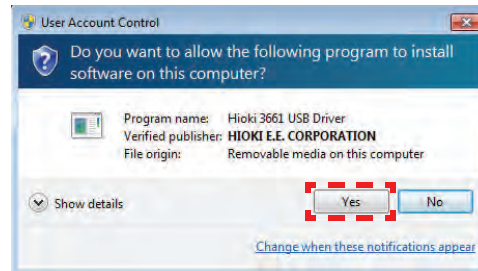 User Account Control
Do you want to allow the following program to install
software on this computer?
Program name: Hioki 3661 USB Driver
Verified publisher: HIOKI E.E. CORPORATION
File origin: Removable media on this computer
Show details
Yes
No
Change when these notifications appear